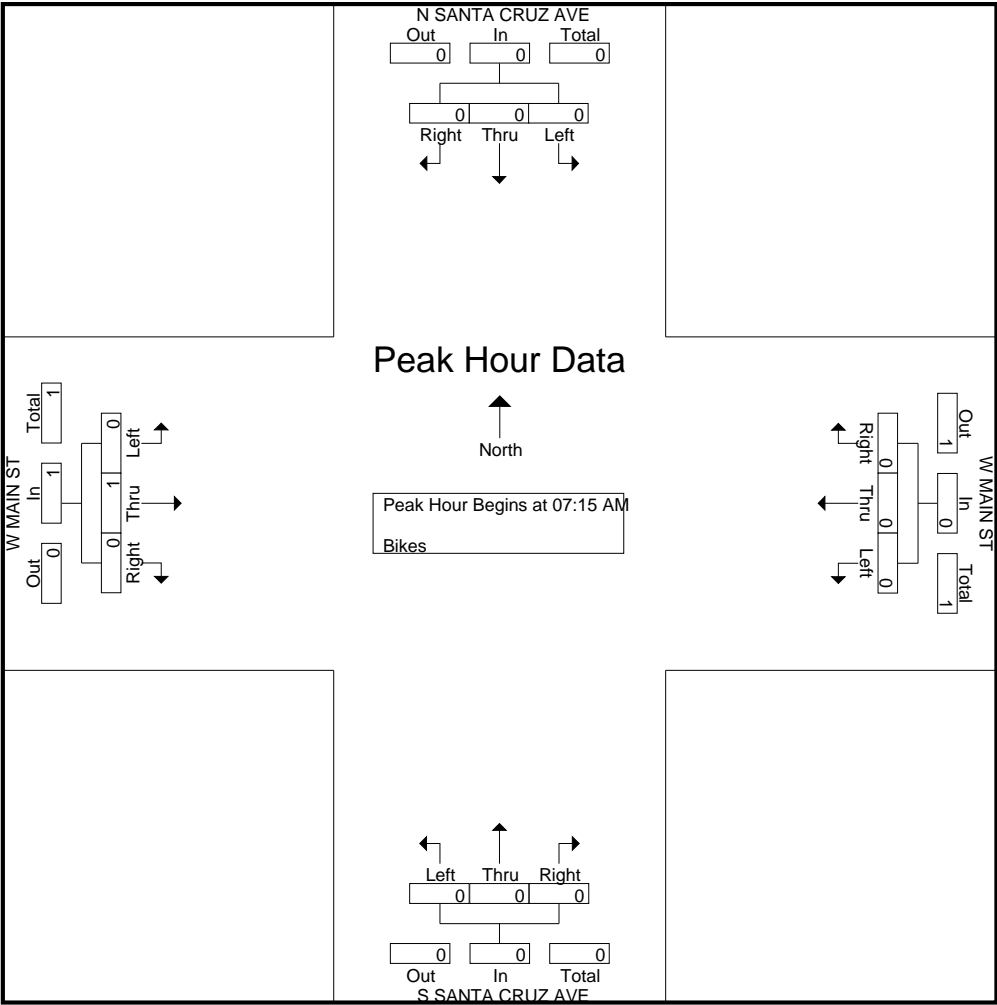 N SANTA CRUZ AVE
Out In Total
0 0 0
0 0 0
Right Thru Left
Peak Hour Data
North
Peak Hour Begins at 07:15 AM
Bikes
W MAIN ST
Total In Out
1 1 0
0 1 0
Left Thru Right
W MAIN ST
Out In Total
1 0 1
0 0 0
Right Thru Left
Left Thru Right
0 0 0
0 0 0
Out In Total
S SANTA CRUZ AVE